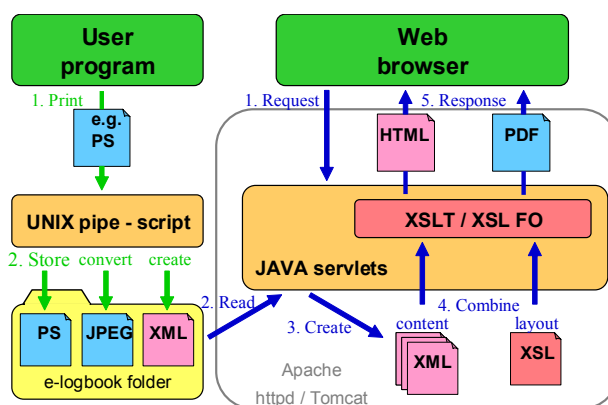 User
program
1. Print
e.g.
PS
UNIX pipe - script
2. Store convert create
PS JPEG XML
e-logbook folder
Web
browser
1. Request
5. Response
HTML PDF
XSLT / XSL FO
JAVA servlets
2. Read
3. Create
4. Combine
content layout
XML XSL
Apache
httpd / Tomcat